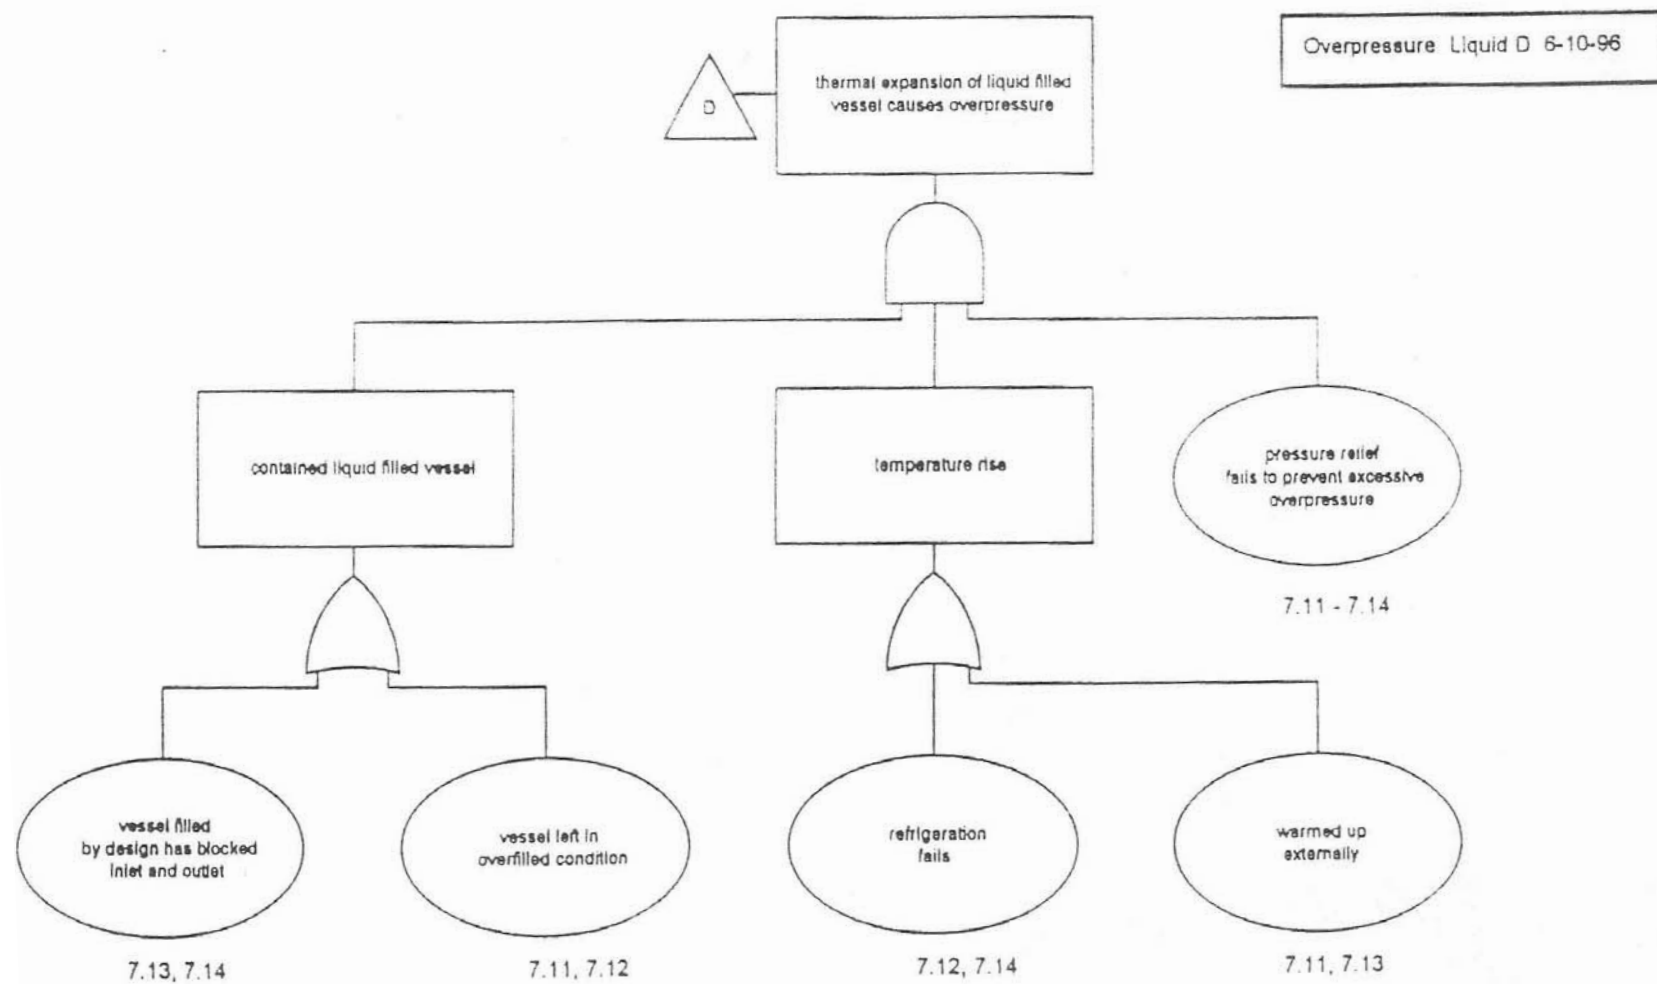 Overpressure Liquid D 6-10-96
thermal expansion of liquid filled
vessel causes overpressure
D
contained liquid filled vessel
temperature rise
pressure relief
fails to prevent excessive
overpressure
7.11 - 7.14
vessel filled
by design has blocked
inlet and outlet
vessel left in
overfilled condition
refrigeration
fails
warmed up
externally
7.13, 7.14
7.11, 7.12
7.12, 7.14
7.11, 7.13